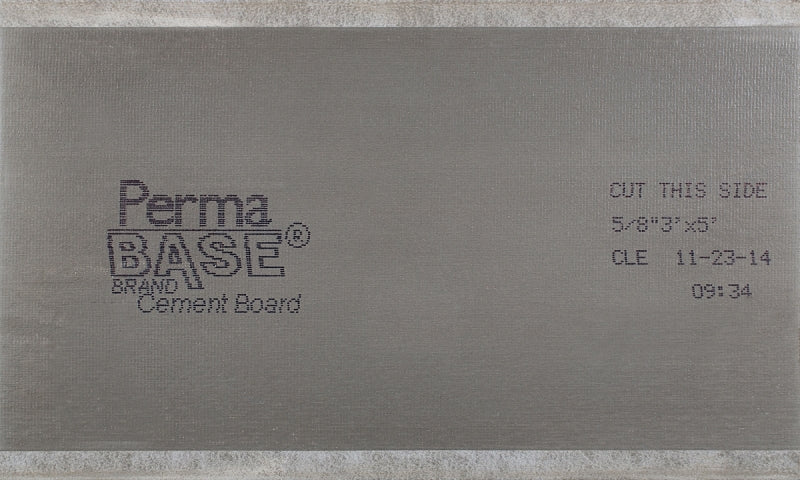 Perma
BASE®
BRAND
Cement Board
CUT THIS SIDE
5/8"3'x5'
CLE 11-23-14
09:34